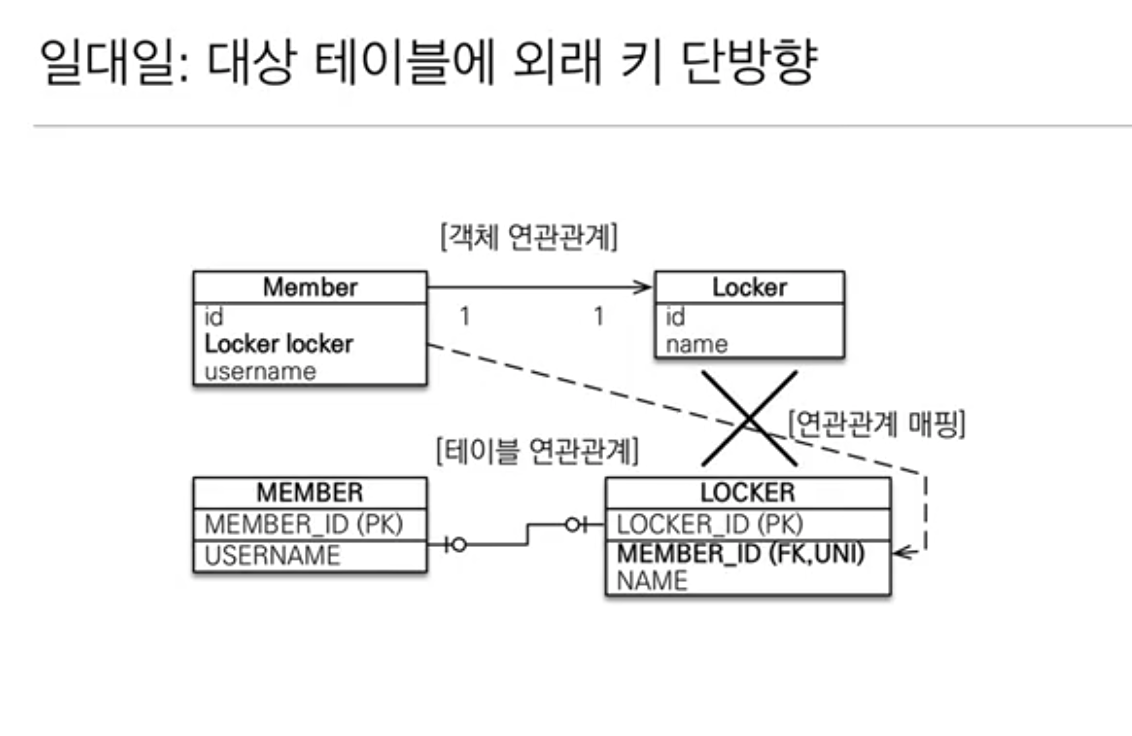 일대일: 대상 테이블에 외래 키 단방향
[객체 연관관계]
Member
id
Locker locker
username
1
1
Locker
id
name
[연관관계 매핑]
[테이블 연관관계]
MEMBER
MEMBER_ID (PK)
USERNAME
LOCKER
LOCKER_ID (PK)
MEMBER_ID (FK,UNI)
NAME